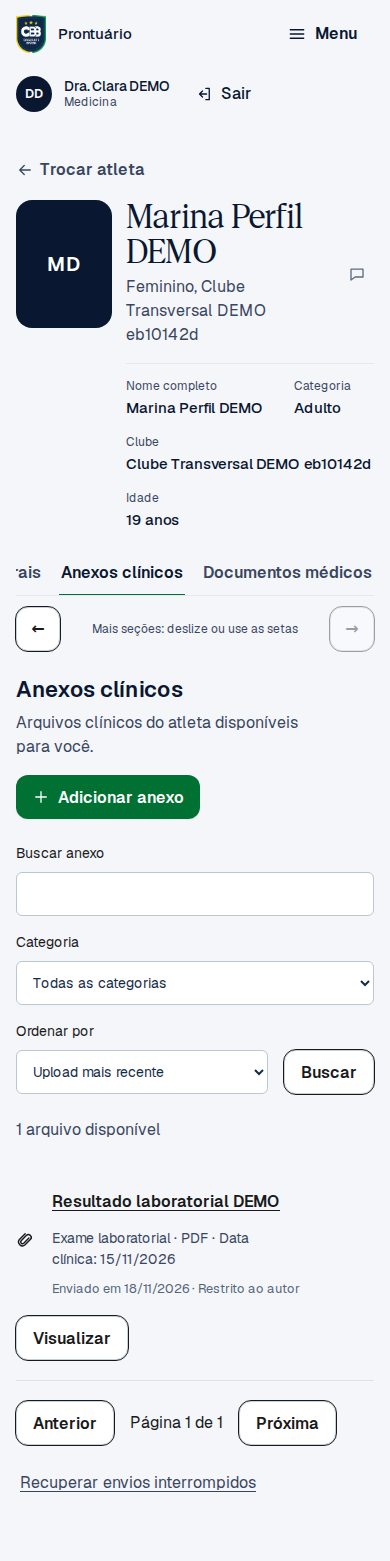 CBB
Prontuário
Menu
DD
Dra. Clara DEMO
Medicina
Sair
← Trocar atleta
MD
Marina Perfil
DEMO
Feminino, Clube
Transversal DEMO
eb10142d
Nome completo
Marina Perfil DEMO
Categoria
Adulto
Clube
Clube Transversal DEMO eb10142d
Idade
19 anos
rais
Anexos clínicos
Documentos médicos
←
Mais seções: deslize ou use as setas
→
Anexos clínicos
Arquivos clínicos do atleta disponíveis
para você.
+ Adicionar anexo
Buscar anexo
Categoria
Todas as categorias
Ordenar por
Upload mais recente
Buscar
1 arquivo disponível
Resultado laboratorial DEMO
Exame laboratorial · PDF · Data
clínica: 15/11/2026
Enviado em 18/11/2026 · Restrito ao autor
Visualizar
Anterior
Página 1 de 1
Próxima
Recuperar envios interrompidos